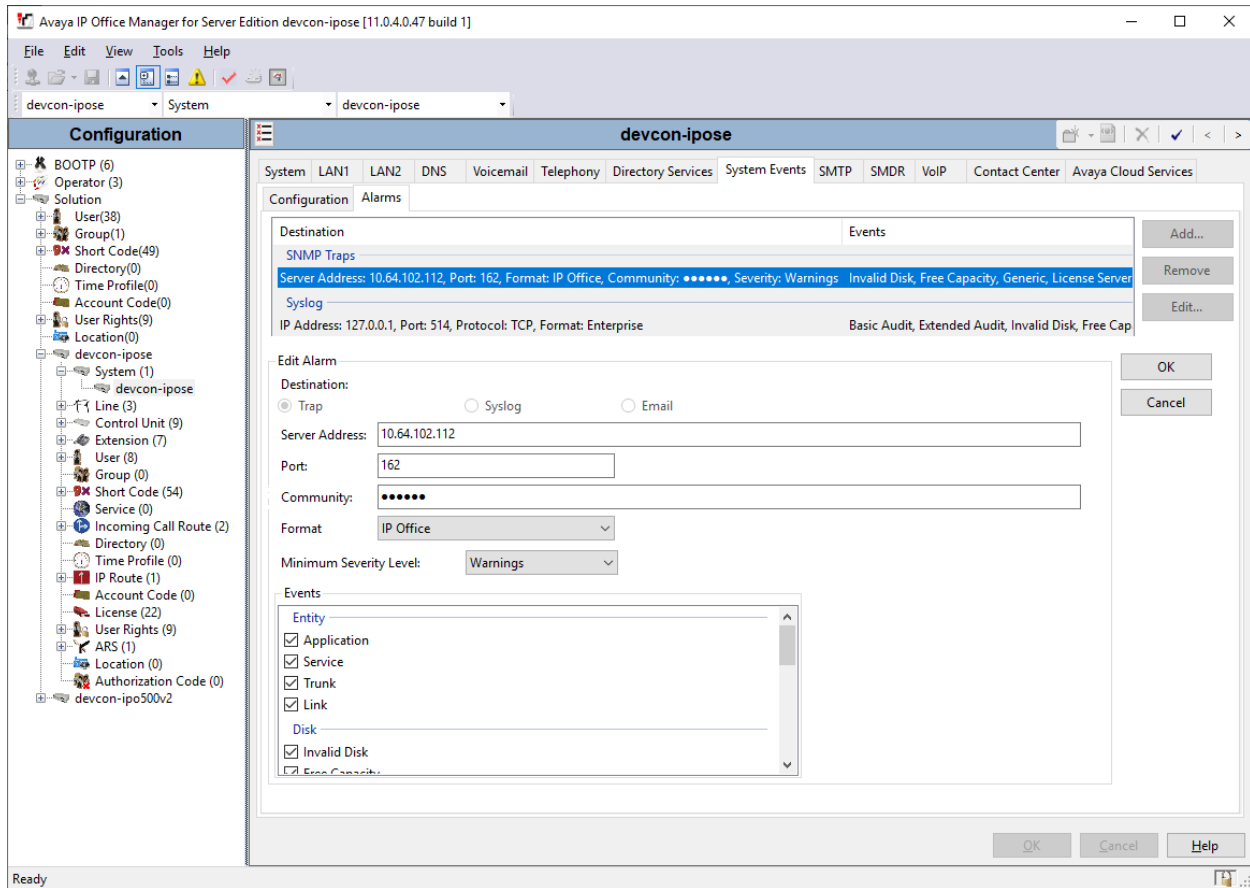 Avaya IP Office Manager for Server Edition devcon-ipose [11.0.4.0.47 build 1]
File Edit View Tools Help
devcon-ipose System devcon-ipose
Configuration
BOOTP (6)
Operator (3)
Solution
User(38)
Group(1)
Short Code(49)
Directory(0)
Time Profile(0)
Account Code(0)
User Rights(9)
Location(0)
devcon-ipose
System (1)
devcon-ipose
Line (3)
Control Unit (9)
Extension (7)
User (8)
Group (0)
Short Code (54)
Service (0)
Incoming Call Route (2)
Directory (0)
Time Profile (0)
IP Route (1)
Account Code (0)
License (22)
User Rights (9)
ARS (1)
Location (0)
Authorization Code (0)
devcon-ipo500v2
devcon-ipose
System LAN1 LAN2 DNS Voicemail Telephony Directory Services System Events SMTP SMDR VoIP Contact Center Avaya Cloud Services
Configuration Alarms
Destination Events
SNMP Traps
Server Address: 10.64.102.112, Port: 162, Format: IP Office, Community: ●●●●●●, Severity: Warnings Invalid Disk, Free Capacity, Generic, License Server
Syslog
IP Address: 127.0.0.1, Port: 514, Protocol: TCP, Format: Enterprise Basic Audit, Extended Audit, Invalid Disk, Free Cap
Add...
Remove
Edit...
Edit Alarm
Destination:
Trap Syslog Email
Server Address: 10.64.102.112
Port: 162
Community: ●●●●●●
Format IP Office
Minimum Severity Level: Warnings
Events
Entity
Application
Service
Trunk
Link
Disk
Invalid Disk
Free Capacity
OK
Cancel
OK Cancel Help
Ready